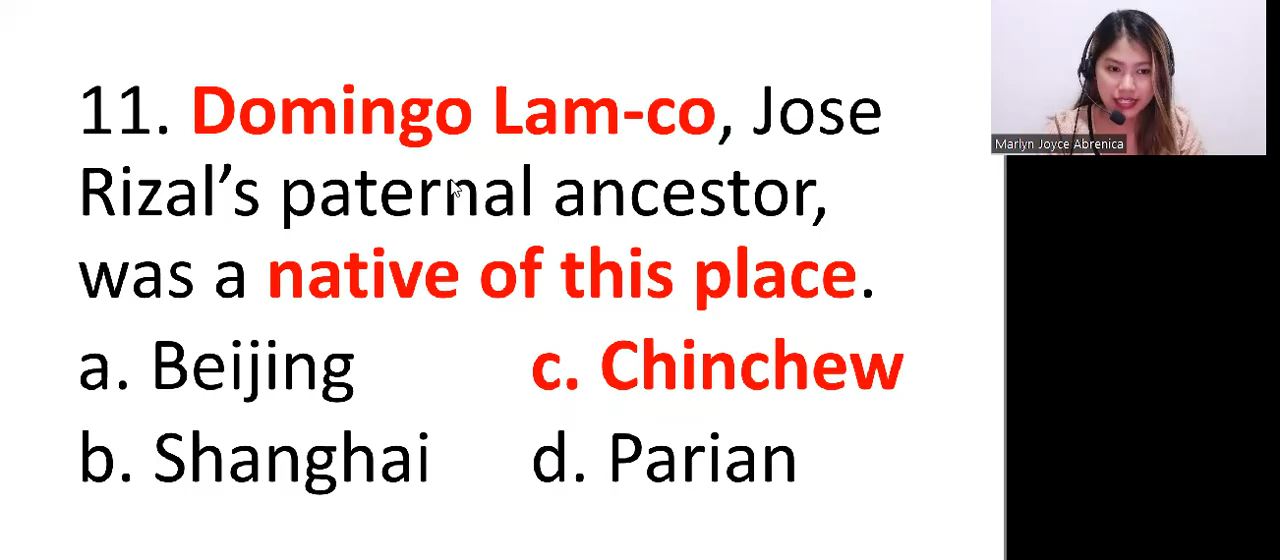 11. Domingo Lam-co, Jose
Rizal’s paternal ancestor,
was a native of this place.
a. Beijing c. Chinchew
b. Shanghai d. Parian
Marlyn Joyce Abrenica